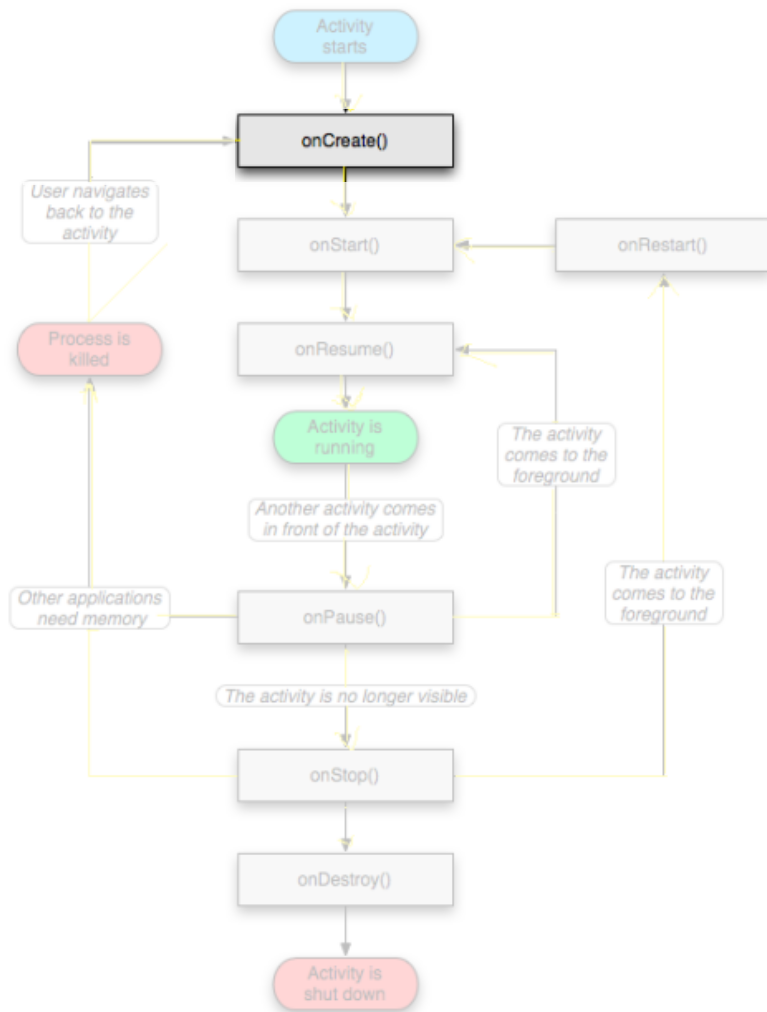 Activity
starts
onCreate()
User navigates
back to the
activity
onStart()
onRestart()
Process is
killed
onResume()
Activity is
running
The activity
comes to the
foreground
Another activity comes
in front of the activity
Other applications
need memory
onPause()
The activity
comes to the
foreground
The activity is no longer visible
onStop()
onDestroy()
Activity is
shut down